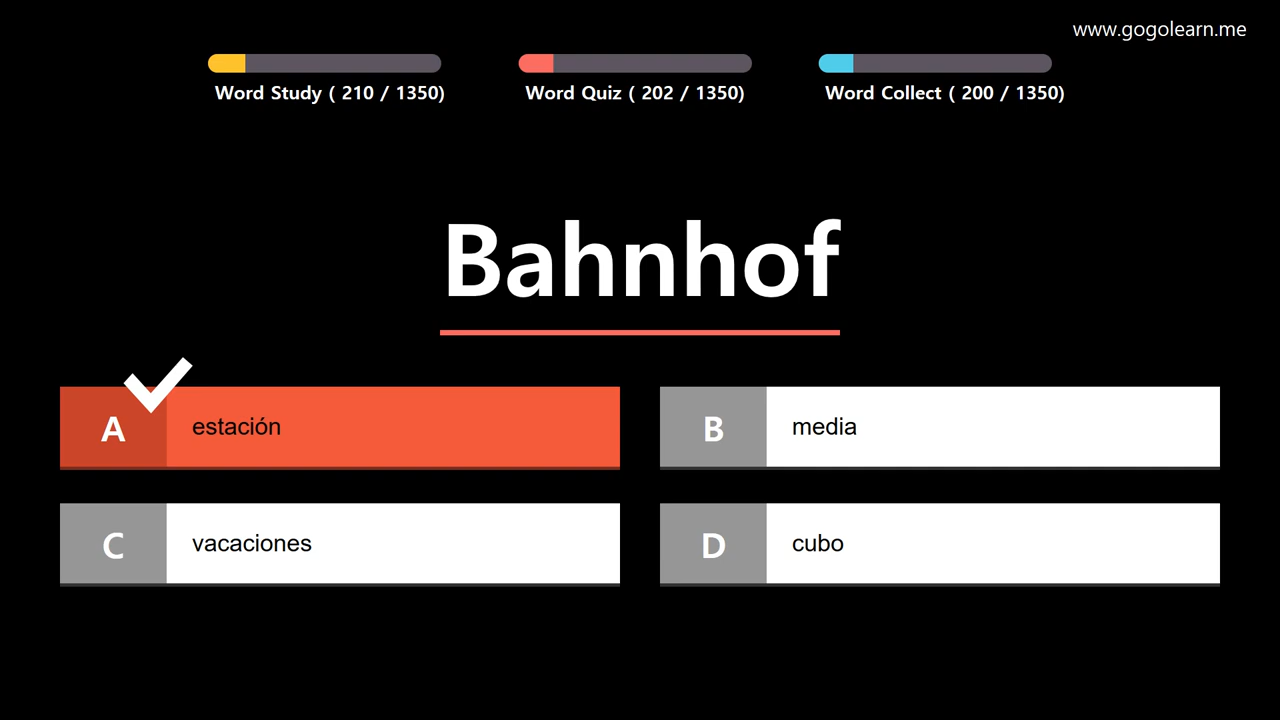 www.gogolearn.me
Word Study ( 210 / 1350)
Word Quiz ( 202 / 1350)
Word Collect ( 200 / 1350)
Bahnhof
A estación
B media
C vacaciones
D cubo